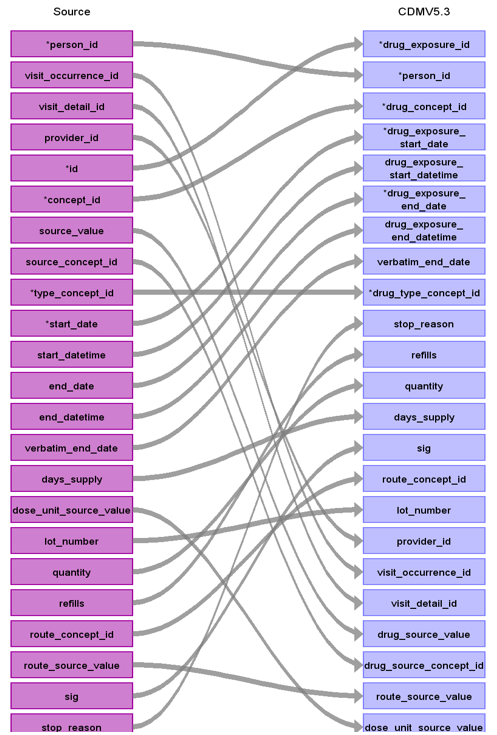 Source
CDMV5.3
*person_id
*drug_exposure_id
visit_occurrence_id
*person_id
visit_detail_id
*drug_concept_id
provider_id
*drug_exposure_
start_date
*id
drug_exposure_
start_datetime
*concept_id
*drug_exposure_
end_date
source_value
drug_exposure_
end_datetime
source_concept_id
verbatim_end_date
*type_concept_id
*drug_type_concept_id
*start_date
stop_reason
start_datetime
refills
end_date
quantity
end_datetime
days_supply
verbatim_end_date
sig
days_supply
route_concept_id
dose_unit_source_value
lot_number
lot_number
provider_id
quantity
visit_occurrence_id
refills
visit_detail_id
route_concept_id
drug_source_value
route_source_value
drug_source_concept_id
sig
route_source_value
stop_reason
dose_unit_source_value